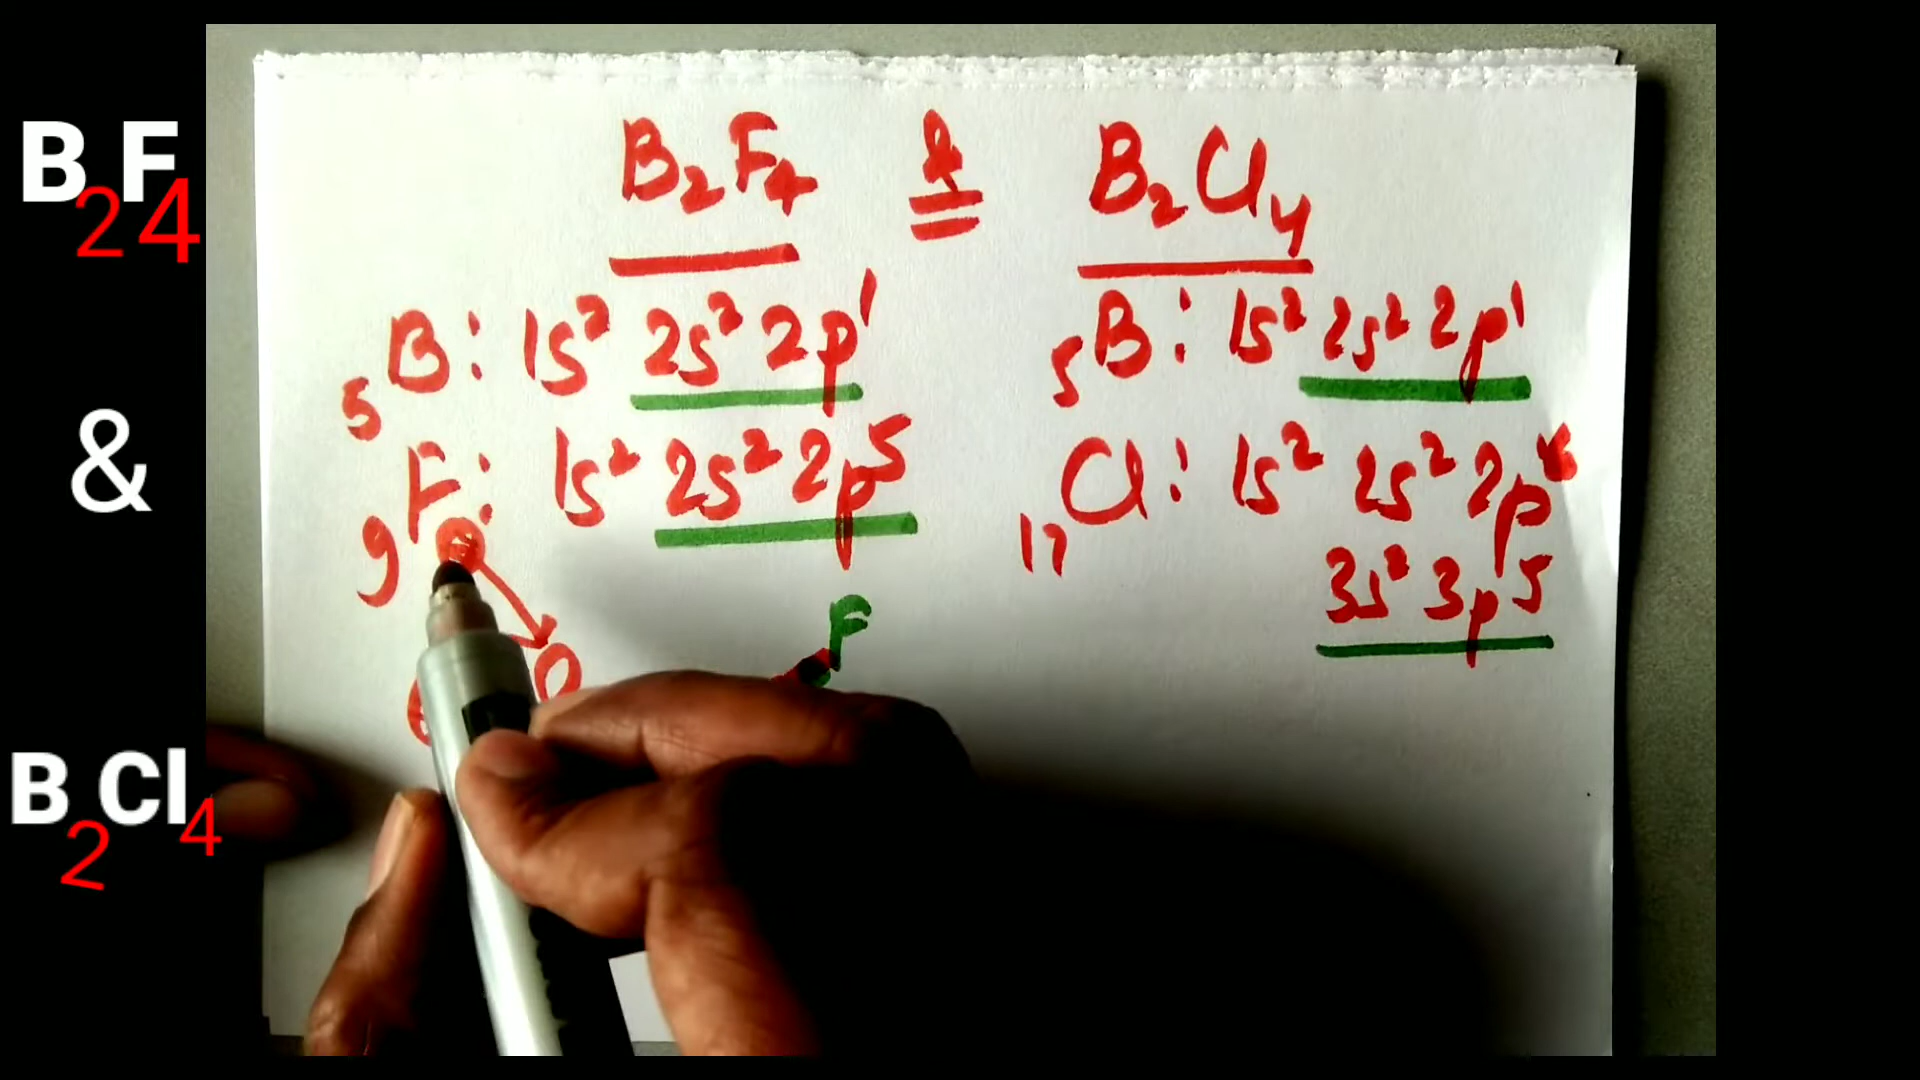 B2F4
&
B2Cl4
B2F4 & B2Cl4
5B: 1s² 2s² 2p¹
9F: 1s² 2s² 2p⁵
F
5B: 1s² 2s² 2p¹
17Cl: 1s² 2s² 2p⁶
3s² 3p⁵